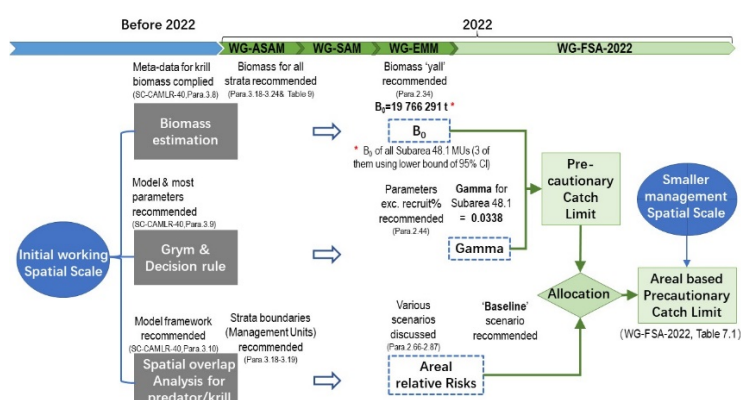 Before 2022
2022
WG-ASAM
WG-SAM
WG-EMM
WG-FSA-2022
Meta-data for krill
biomass complied
(SC-CAMLR-40,Para.3.8)
Biomass for all
strata recommended
(Para.3.18-3.24& Table 9)
Biomass ‘yall’
recommended
(Para.2.34)
B₀=19 766 291 t *
Biomass
estimation
B₀
* B₀ of all Subarea 48.1 MUs (3 of
them using lower bound of 95% CI)
Pre-
cautionary
Catch
Limit
Smaller
management
Spatial Scale
Model & most
parameters
recommended
(SC-CAMLR-40,Para.3.9)
Parameters
exc. recruit%
recommended
(Para.2.44)
Gamma for
Subarea 48.1
= 0.0338
Initial working
Spatial Scale
Grym &
Decision rule
Gamma
Allocation
Areal based
Precautionary
Catch Limit
(WG-FSA-2022, Table 7.1)
Model framework
recommended
(SC-CAMLR-40,Para.3.10)
Strata boundaries
(Management Units)
recommended
(Para.3.18-3.19)
Various
scenarios
discussed
(Para.2.66-2.87)
‘Baseline’
scenario
recommended
Spatial overlap
Analysis for
predator/krill
Areal
relative Risks